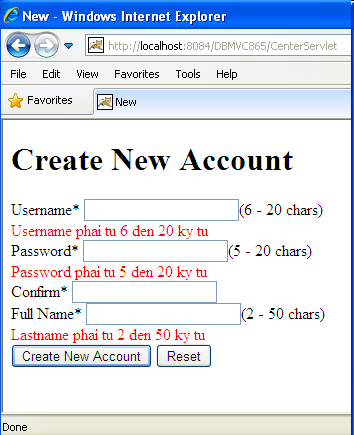 New - Windows Internet Explorer
http://localhost:8084/DBMVC865/CenterServlet
File Edit View Favorites Tools Help
Favorites New
Create New Account
Username* (6 - 20 chars)
Username phai tu 6 den 20 ky tu
Password* (5 - 20 chars)
Password phai tu 5 den 20 ky tu
Confirm*
Full Name* (2 - 50 chars)
Lastname phai tu 2 den 50 ky tu
Create New Account Reset
Done